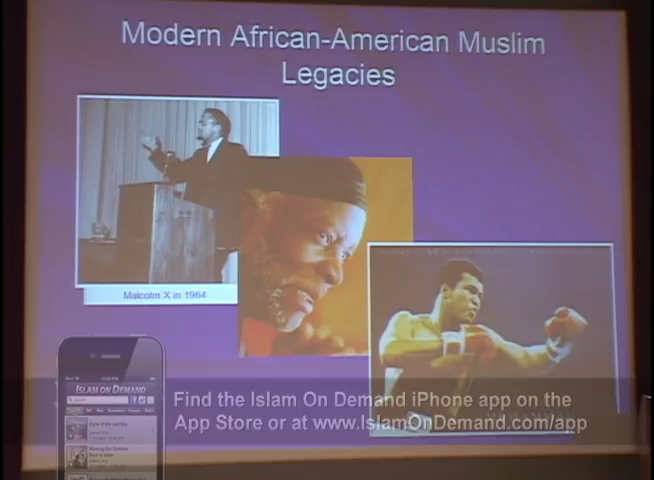 Modern African-American Muslim
Legacies
Malcolm X in 1964
ISLAM ON DEMAND
Search
Find the Islam On Demand iPhone app on the
App Store or at www.IslamOnDemand.com/app